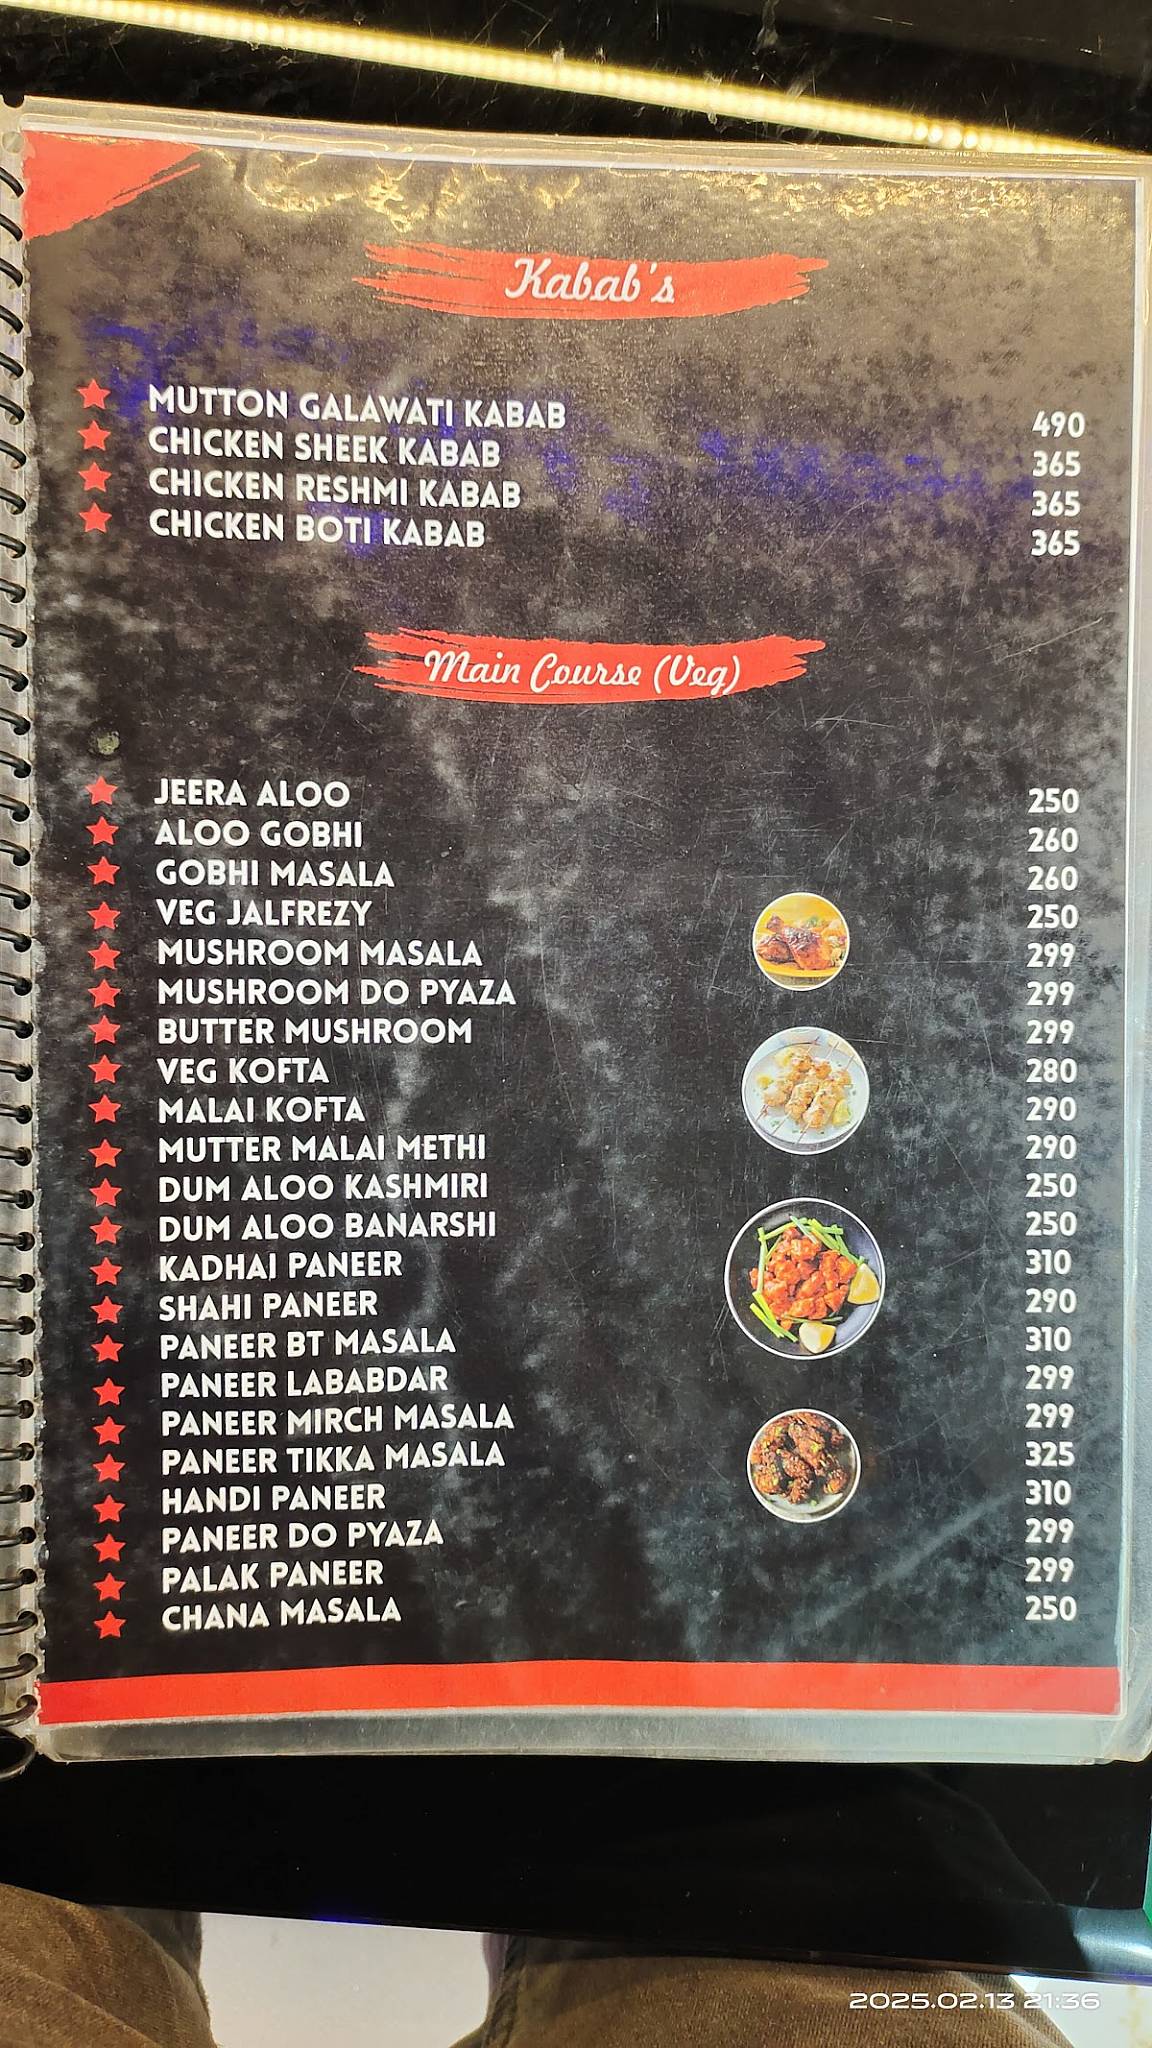 Kabab's
MUTTON GALAWATI KABAB 490
CHICKEN SHEEK KABAB 365
CHICKEN RESHMI KABAB 365
CHICKEN BOTI KABAB 365
Main Course (Veg)
JEERA ALOO 250
ALOO GOBHI 260
GOBHI MASALA 260
VEG JALFREZY 250
MUSHROOM MASALA 299
MUSHROOM DO PYAZA 299
BUTTER MUSHROOM 299
VEG KOFTA 280
MALAI KOFTA 290
MUTTER MALAI METHI 290
DUM ALOO KASHMIRI 250
DUM ALOO BANARSHI 250
KADHAI PANEER 310
SHAHI PANEER 290
PANEER BT MASALA 310
PANEER LABABDAR 299
PANEER MIRCH MASALA 299
PANEER TIKKA MASALA 325
HANDI PANEER 310
PANEER DO PYAZA 299
PALAK PANEER 299
CHANA MASALA 250
2025.02.13 21:36